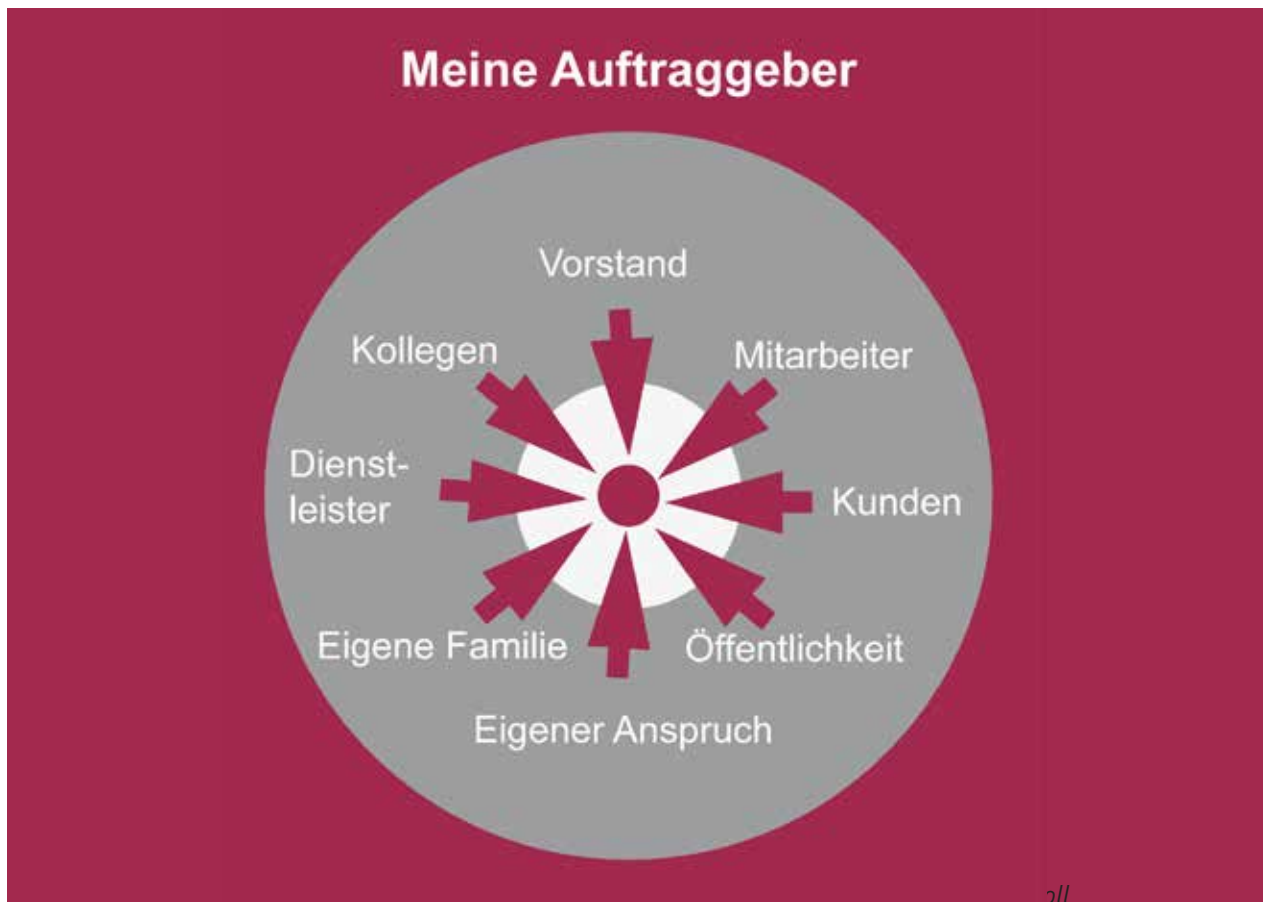 Meine Auftraggeber
Vorstand
Kollegen
Mitarbeiter
Dienst-
leister
Kunden
Eigene Familie
Öffentlichkeit
Eigener Anspruch